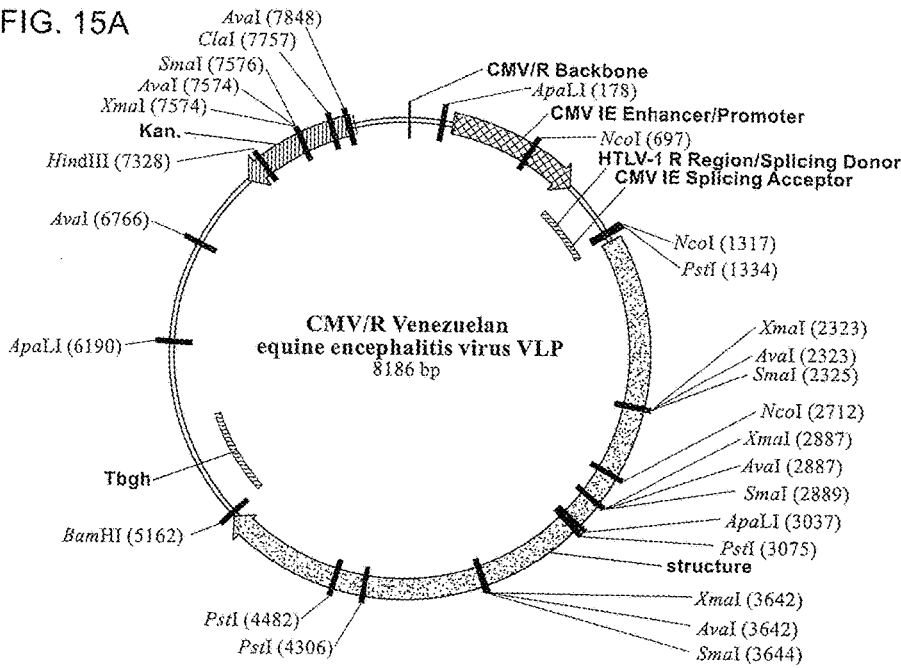 FIG. 15A
AvaI (7848)
ClaI (7757)
SmaI (7576)
AvaI (7574)
XmaI (7574)
Kan.
HindIII (7328)
AvaI (6766)
ApaLI (6190)
Tbgh
BamHI (5162)
PstI (4482)
PstI (4306)
CMV/R Backbone
ApaLI (178)
CMV IE Enhancer/Promoter
NcoI (697)
HTLV-1 R Region/Splicing Donor
CMV IE Splicing Acceptor
NcoI (1317)
PstI (1334)
CMV/R Venezuelan
equine encephalitis virus VLP
8186 bp
XmaI (2323)
AvaI (2323)
SmaI (2325)
NcoI (2712)
XmaI (2887)
AvaI (2887)
SmaI (2889)
ApaLI (3037)
PstI (3075)
structure
XmaI (3642)
AvaI (3642)
SmaI (3644)